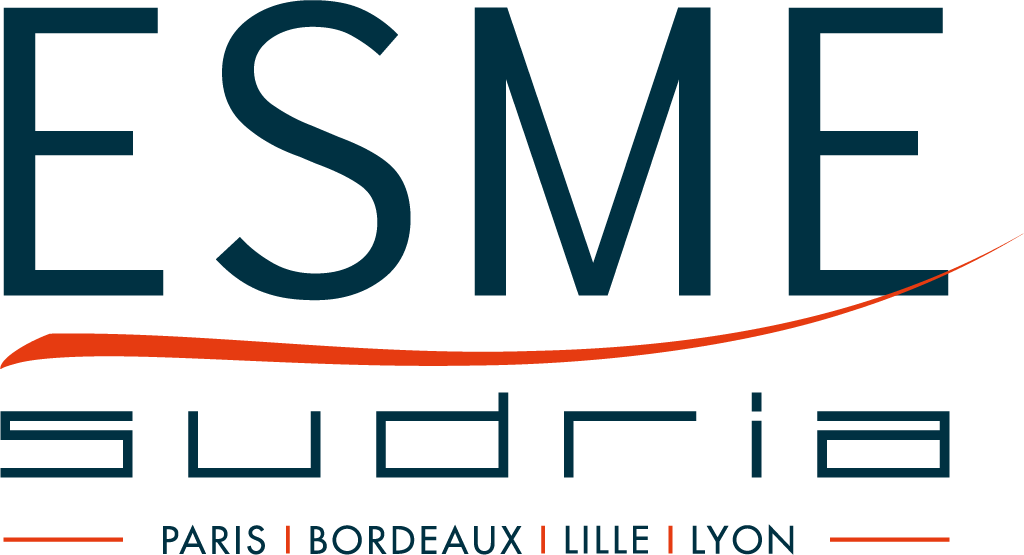 ESME
sudria
PARIS | BORDEAUX | LILLE | LYON